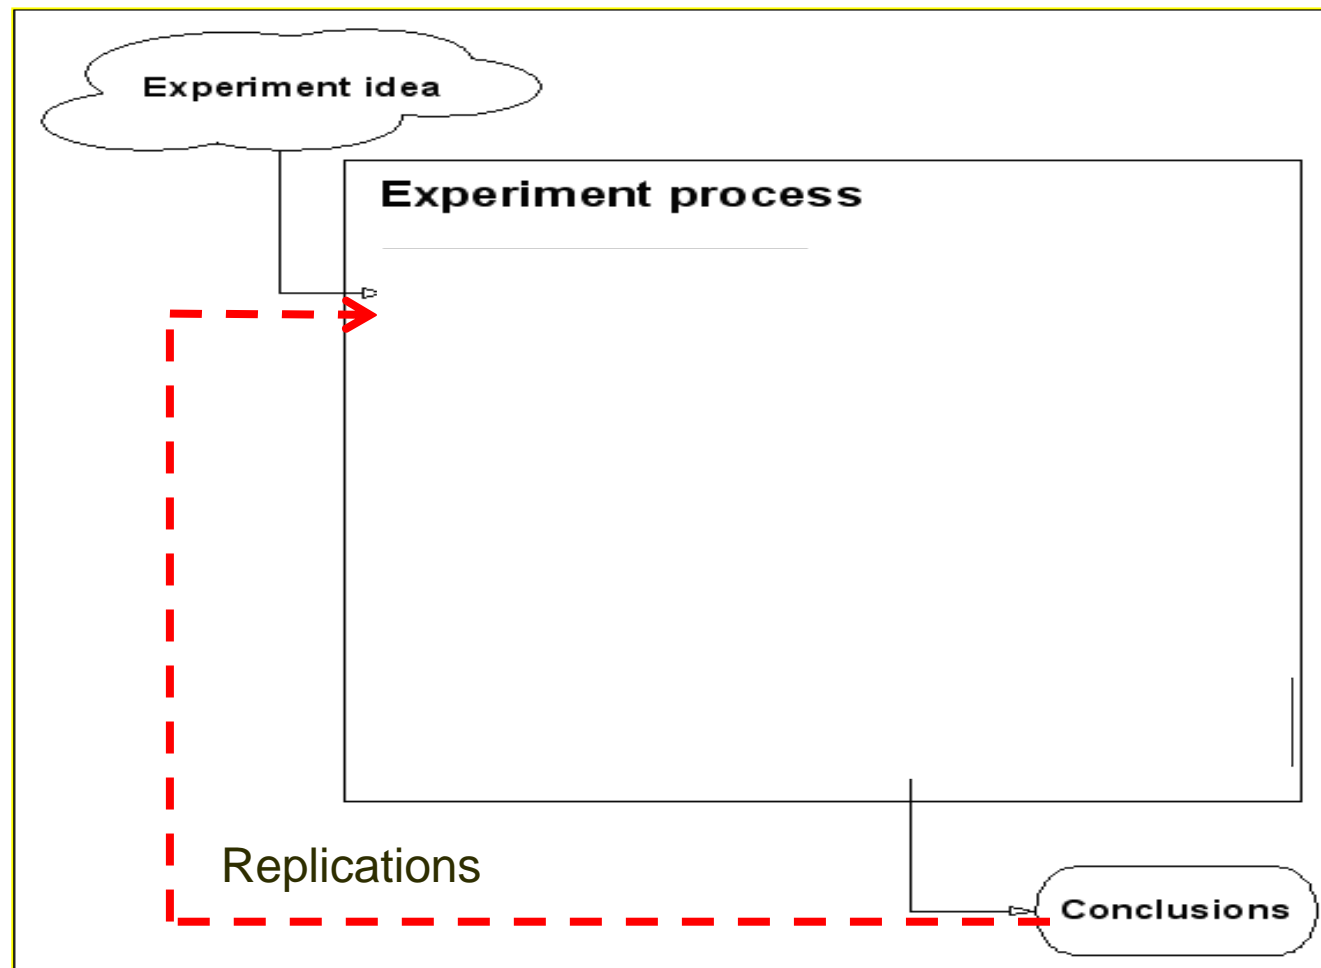 Experiment idea
Experiment process
Replications
Conclusions